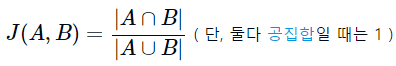 J(A, B) = |A ∩ B| / |A ∪ B| ( 단, 둘다 공집합일 때는 1 )